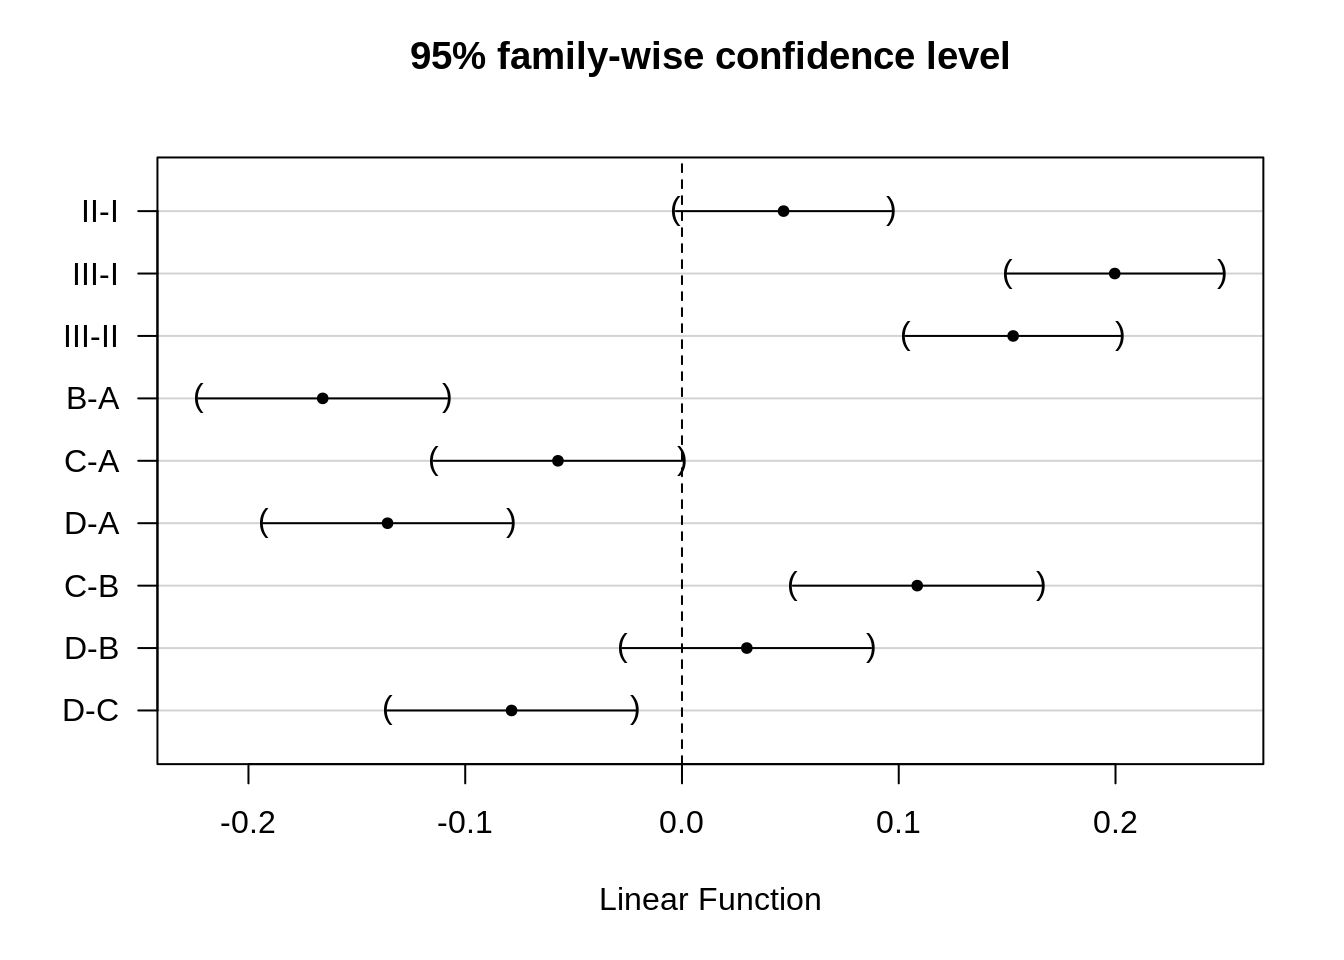 95% family-wise confidence level
II-I
III-I
III-II
B-A
C-A
D-A
C-B
D-B
D-C
-0.2 -0.1 0.0 0.1 0.2
Linear Function